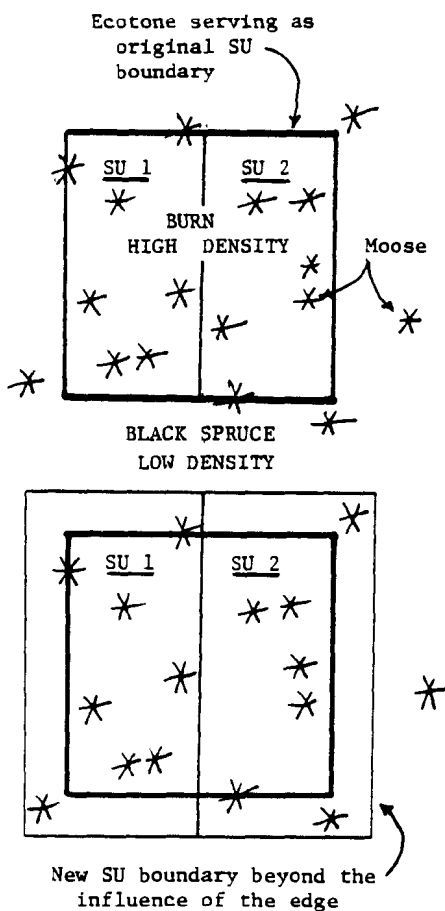 Ecotone serving as
original SU
boundary
SU 1 SU 2
BURN
HIGH DENSITY
Moose
BLACK SPRUCE
LOW DENSITY
SU 1 SU 2
New SU boundary beyond the
influence of the edge